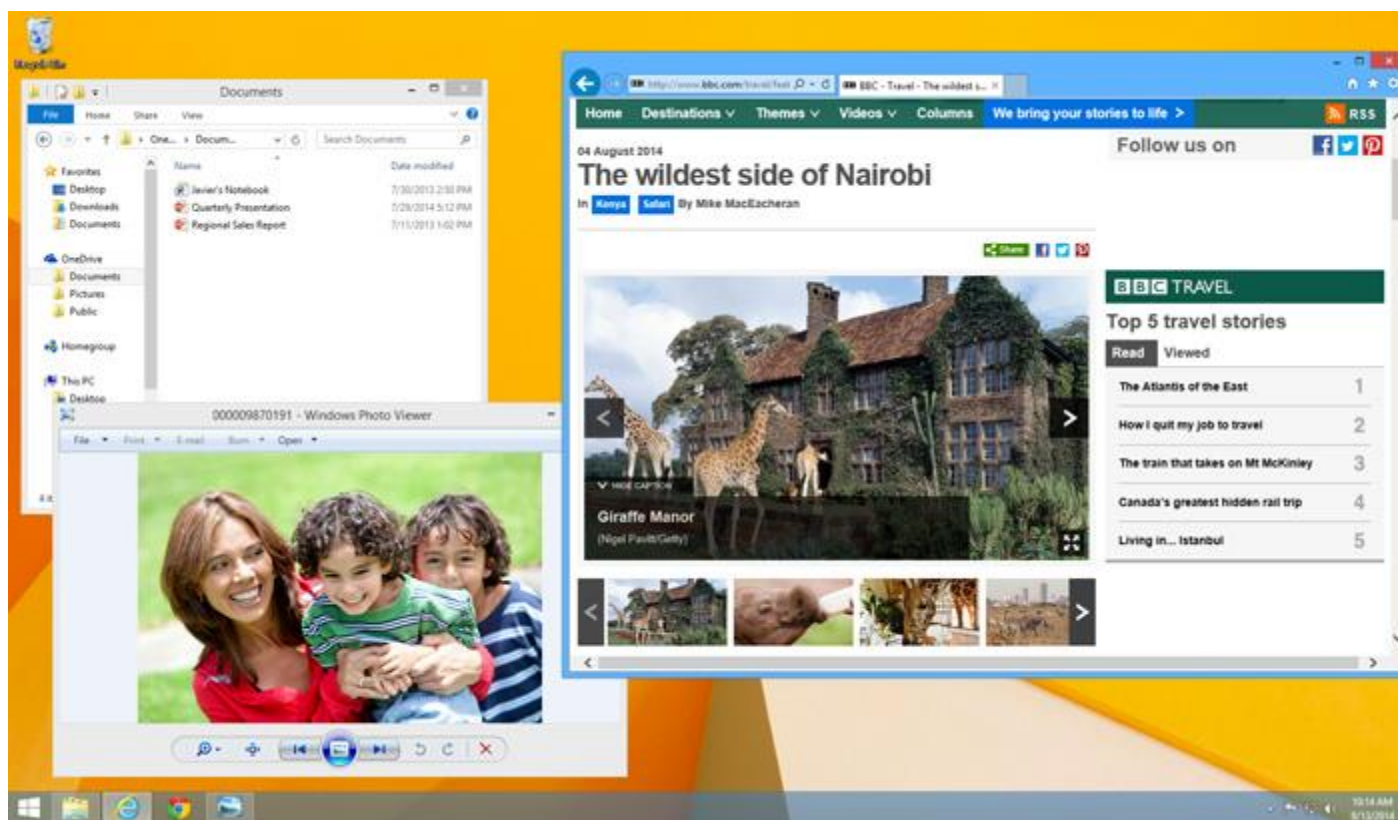 Documents
File Home Share View
One... Docum... Search Documents
Name Date modified
Favorites
Desktop
Downloads
Documents
OneDrive
Documents
Pictures
Public
Homegroup
This PC
Desktop
Javier's Notebook 7/30/2013 2:50 PM
Quarterly Presentation 7/29/2014 5:12 PM
Regional Sales Report 7/11/2013 1:02 PM
000009870191 - Windows Photo Viewer
File Print E-mail Burn Open
BBC - Travel - The wildest s...
Home Destinations Themes Videos Columns We bring your stories to life > RSS
04 August 2014
The wildest side of Nairobi
In Kenya Safari By Mike MacEacheran
Share
HIDE CAPTION
Giraffe Manor
(Nigel Pavitt/Getty)
Follow us on
BBC TRAVEL
Top 5 travel stories
Read Viewed
The Atlantis of the East 1
How I quit my job to travel 2
The train that takes on Mt McKinley 3
Canada's greatest hidden rail trip 4
Living in... Istanbul 5
10:14 AM